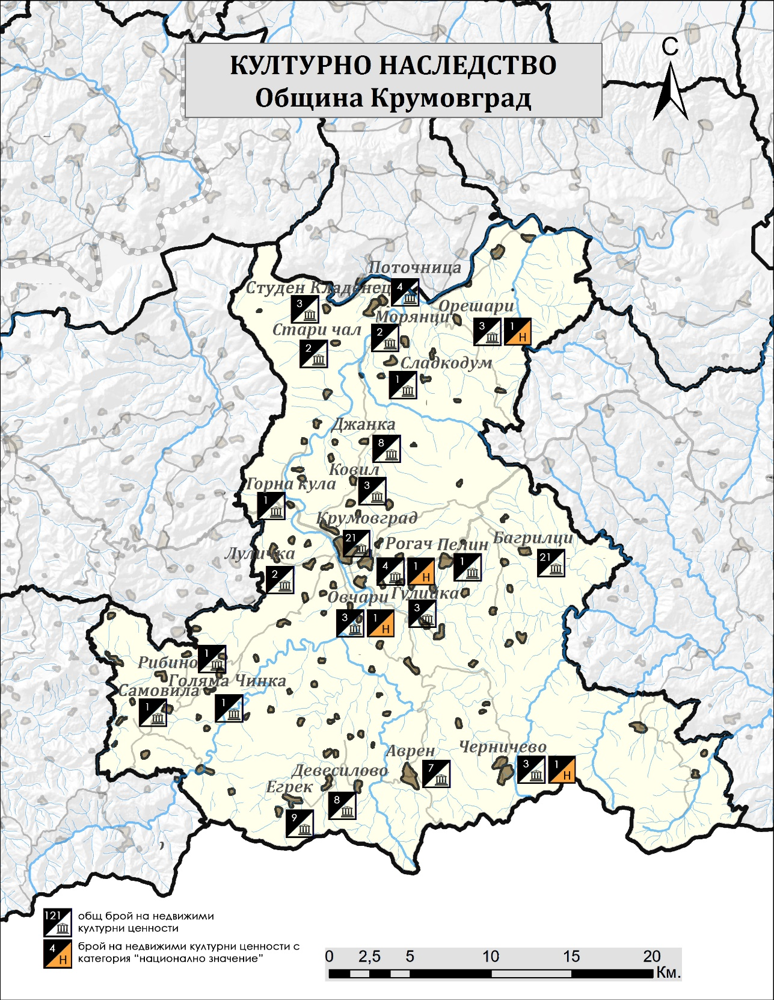 КУЛТУРНО НАСЛЕДСТВО
Община Крумовград
С
Поточница
4
Студен Кладенец
3
Орешари
3
1
Н
Морянци
2
Стари чал
2
Сладкодум
1
Джанка
8
Ковил
3
Горна кула
1
Крумовград
21
Рогач
4
1
Н
Пелин
1
Багрилци
21
Луличка
2
Овчари
3
1
Н
Гулийка
3
Рибино
1
Голяма Чинка
1
Самовила
1
Аврен
7
Черничево
3
1
Н
Девесилово
8
Егрек
9
121
общ брой на недвижими
културни ценности
4
Н
брой на недвижими културни ценности с
категория “национално значение”
0 2,5 5 10 15 20
Км.